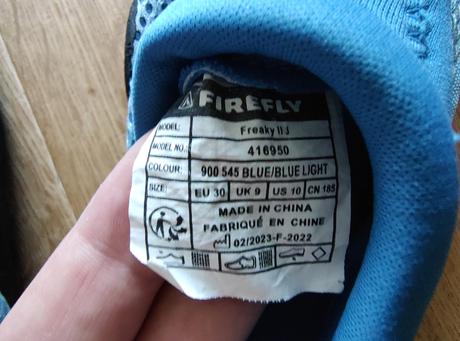 FIREFLY
MODEL: Freaky II J
MODEL NO.: 416950
COLOUR: 900 545 BLUE/BLUE LIGHT
SIZE: EU 30 UK 9 US 10 CN 185
MADE IN CHINA
FABRIQUÉ EN CHINE
02/2023-F-2022